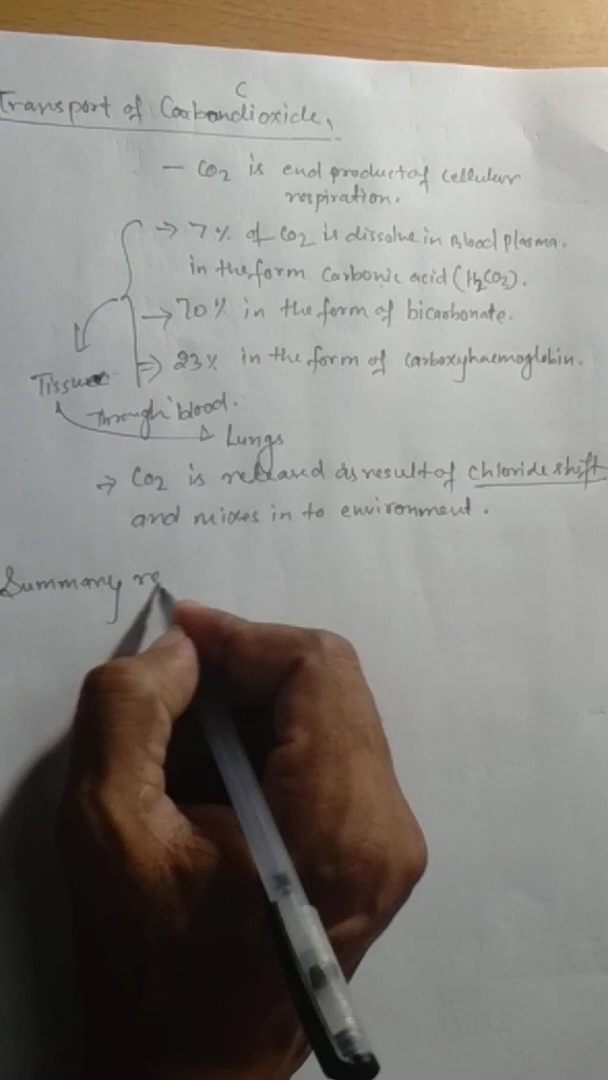 C
Transport of Carbondioxide,
– CO2 is end product of cellular
respiration.
→ 7% of CO2 is dissolve in Blood plasma.
in the form Carbonic acid (H2CO3).
→ 70% in the form of bicarbonate.
⇒ 23% in the form of carboxyhaemoglobin.
Tissue
Through blood.
Lungs
→ CO2 is released as result of chloride shift
and mixes in to environment.
Summary re